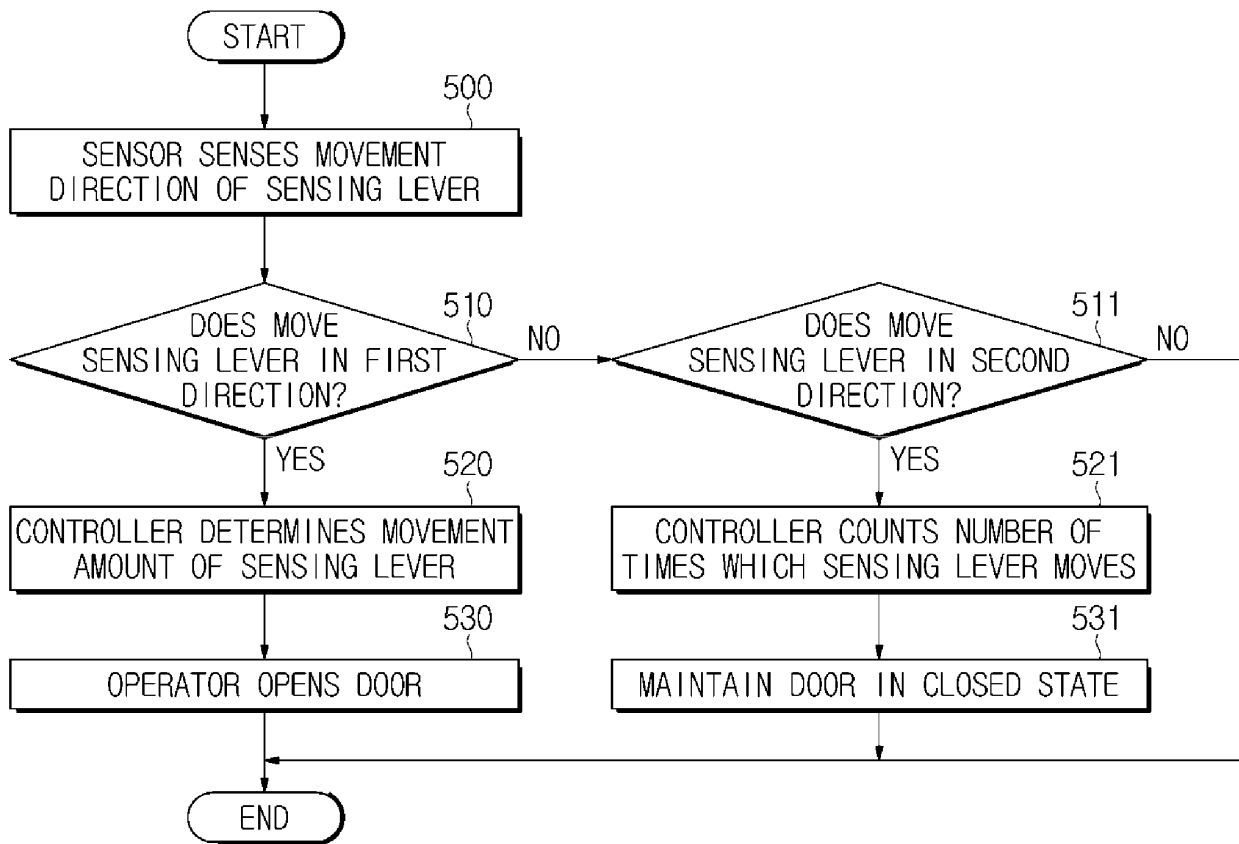 START
500
SENSOR SENSES MOVEMENT
DIRECTION OF SENSING LEVER
510
DOES MOVE
SENSING LEVER IN FIRST
DIRECTION?
NO
511
DOES MOVE
SENSING LEVER IN SECOND
DIRECTION?
NO
YES
YES
520
CONTROLLER DETERMINES MOVEMENT
AMOUNT OF SENSING LEVER
521
CONTROLLER COUNTS NUMBER OF
TIMES WHICH SENSING LEVER MOVES
530
OPERATOR OPENS DOOR
531
MAINTAIN DOOR IN CLOSED STATE
END